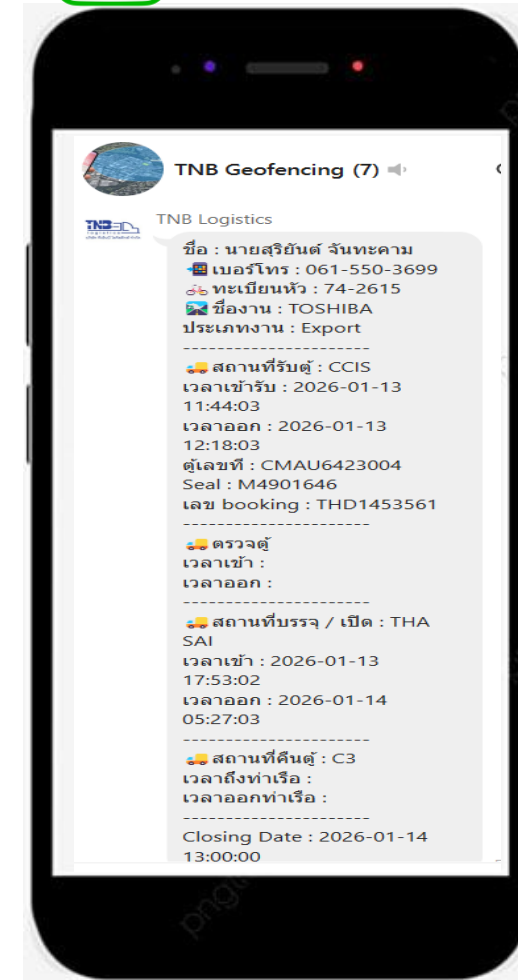 TNB Geofencing (7)
TNB Logistics
ชื่อ : นายสุริยันต์ จันทะคาม
เบอร์โทร : 061-550-3699
ทะเบียนหัว : 74-2615
ชื่องาน : TOSHIBA
ประเภทงาน : Export
----------------------
สถานที่รับตู้ : CCIS
เวลาเข้ารับ : 2026-01-13
11:44:03
เวลาออก : 2026-01-13
12:18:03
ตู้เลขที่ : CMAU6423004
Seal : M4901646
เลข booking : THD1453561
----------------------
ตรวจตู้
เวลาเข้า :
เวลาออก :
----------------------
สถานที่บรรจุ / เปิด : THA
SAI
เวลาเข้า : 2026-01-13
17:53:02
เวลาออก : 2026-01-14
05:27:03
----------------------
สถานที่คืนตู้ : C3
เวลาถึงท่าเรือ :
เวลาออกท่าเรือ :
----------------------
Closing Date : 2026-01-14
13:00:00